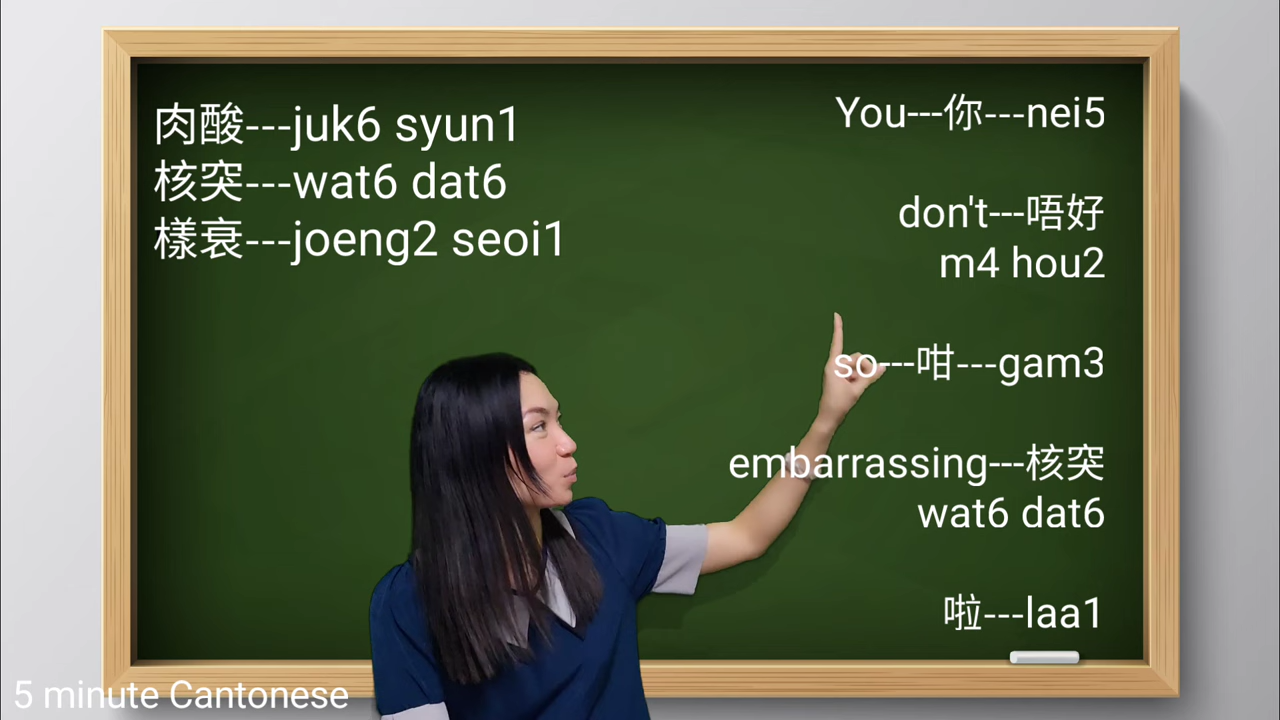 肉酸---juk6 syun1
核突---wat6 dat6
樣衰---joeng2 seoi1
You---你---nei5
don't---唔好
m4 hou2
so---咁---gam3
embarrassing---核突
wat6 dat6
啦---laa1
5 minute Cantonese